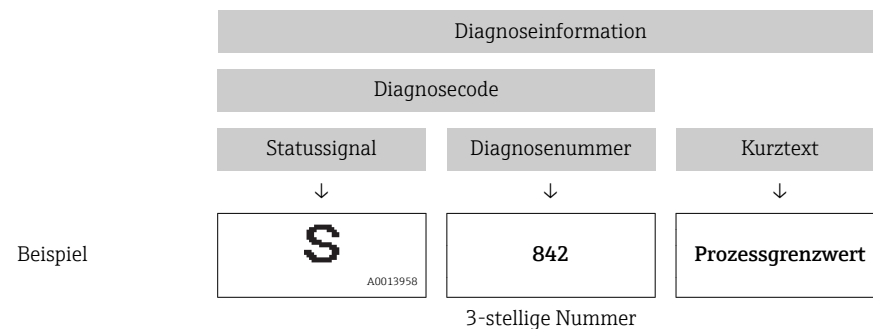 Diagnoseinformation
Diagnosecode
Statussignal Diagnosenummer Kurztext
↓ ↓ ↓
Beispiel S 842 Prozessgrenzwert
A0013958
3-stellige Nummer